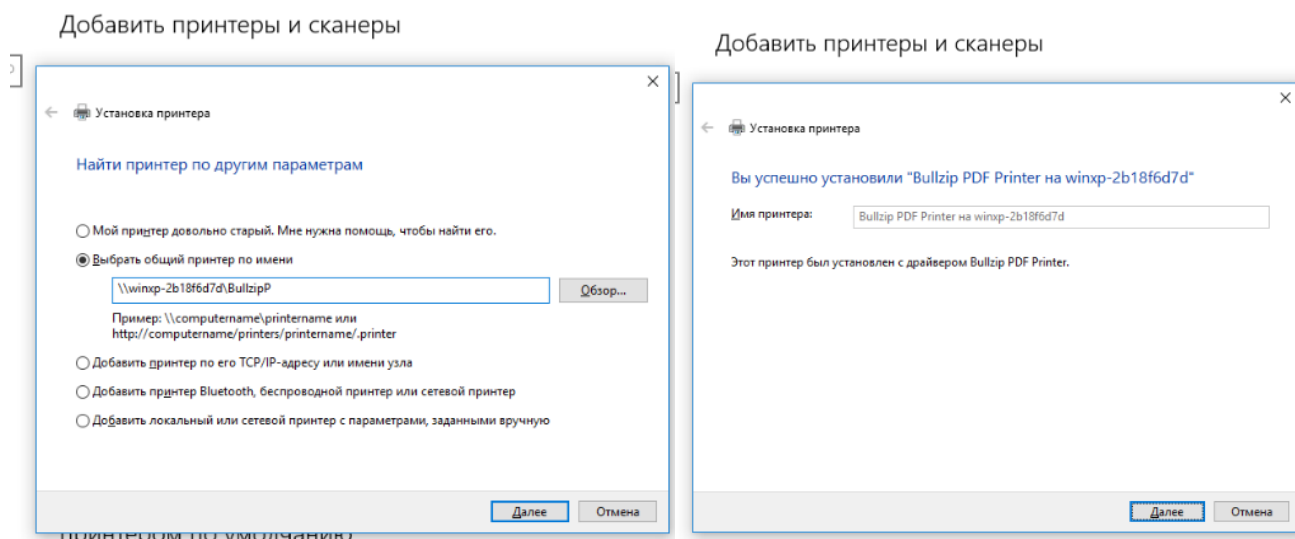 Добавить принтеры и сканеры
Установка принтера
Найти принтер по другим параметрам
Мой принтер довольно старый. Мне нужна помощь, чтобы найти его.
Выбрать общий принтер по имени
\\winxp-2b18f6d7d\BullzipP
Обзор...
Пример: \\computername\printername или
http://computername/printers/printername/.printer
Добавить принтер по его TCP/IP-адресу или имени узла
Добавить принтер Bluetooth, беспроводной принтер или сетевой принтер
Добавить локальный или сетевой принтер с параметрами, заданными вручную
Далее
Отмена
принтером по умолчанию
Добавить принтеры и сканеры
Установка принтера
Вы успешно установили "Bullzip PDF Printer на winxp-2b18f6d7d"
Имя принтера:
Bullzip PDF Printer на winxp-2b18f6d7d
Этот принтер был установлен с драйвером Bullzip PDF Printer.
Далее
Отмена